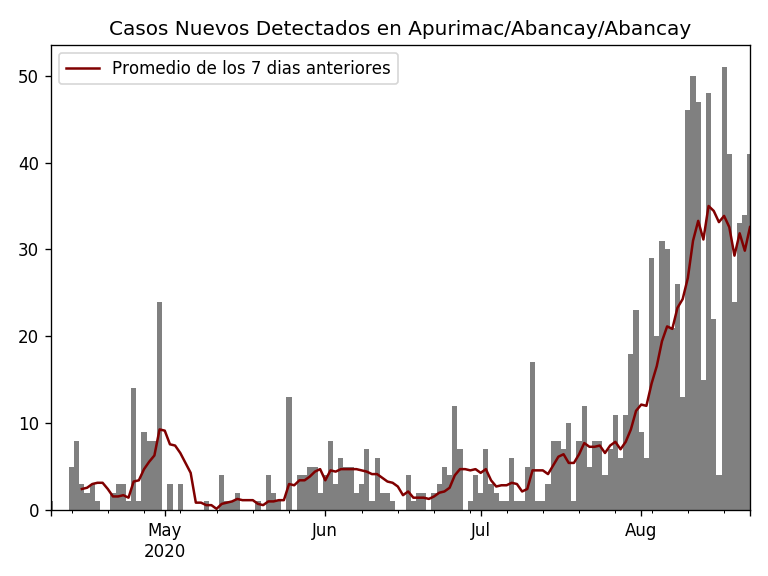 Casos Nuevos Detectados en Apurimac/Abancay/Abancay
Promedio de los 7 dias anteriores
50
40
30
20
10
0
May
2020
Jun
Jul
Aug